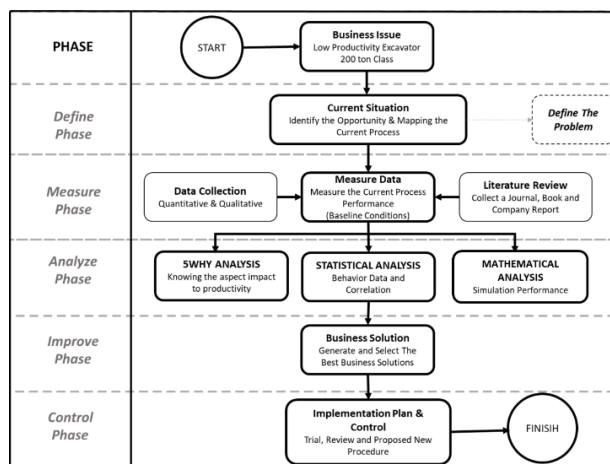 PHASE
START
Business Issue
Low Productivity Excavator
200 ton Class
Define
Phase
Current Situation
Identify the Opportunity & Mapping the
Current Process
Define The
Problem
Measure
Phase
Data Collection
Quantitative & Qualitative
Measure Data
Measure the Current Process
Performance
(Baseline Conditions)
Literature Review
Collect a Journal, Book and
Company Report
Analyze
Phase
5WHY ANALYSIS
Knowing the aspect impact
to productivity
STATISTICAL ANALYSIS
Behavior Data and
Correlation
MATHEMATICAL
ANALYSIS
Simulation Performance
Improve
Phase
Business Solution
Generate and Select The
Best Business Solutions
Control
Phase
Implementation Plan &
Control
Trial, Review and Proposed New
Procedure
FINISIH